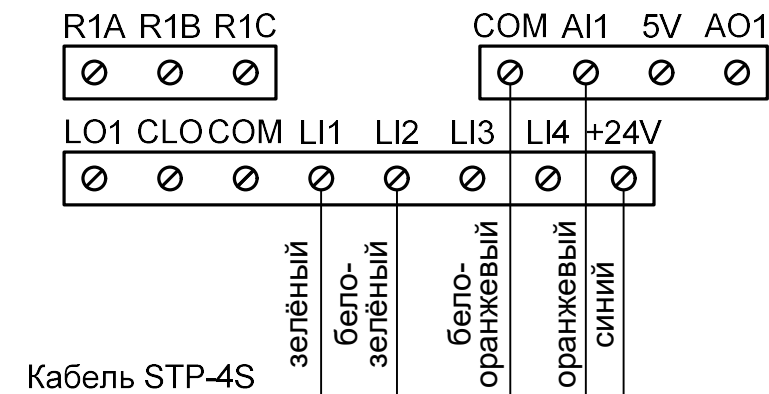 R1A R1B R1C COM AI1 5V AO1
LO1 CLO COM LI1 LI2 LI3 LI4 +24V
зелёный
бело-
зелёный
бело-
оранжевый
оранжевый
синий
Кабель STP-4S